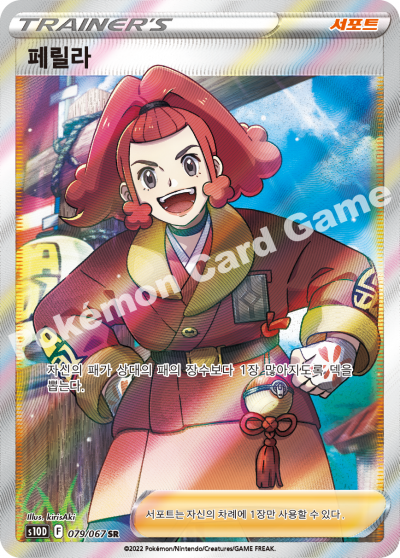 TRAINER'S
서포트
페릴라
Pokémon Card Game
자신의 패가 상대의 패의 장수보다 1장 많아지도록 덱을
뽑는다.
Illus. kirisAki
서포트는 자신의 차례에 1장만 사용할 수 있다.
s10D F 079/067 SR
©2022 Pokémon/Nintendo/Creatures/GAME FREAK.